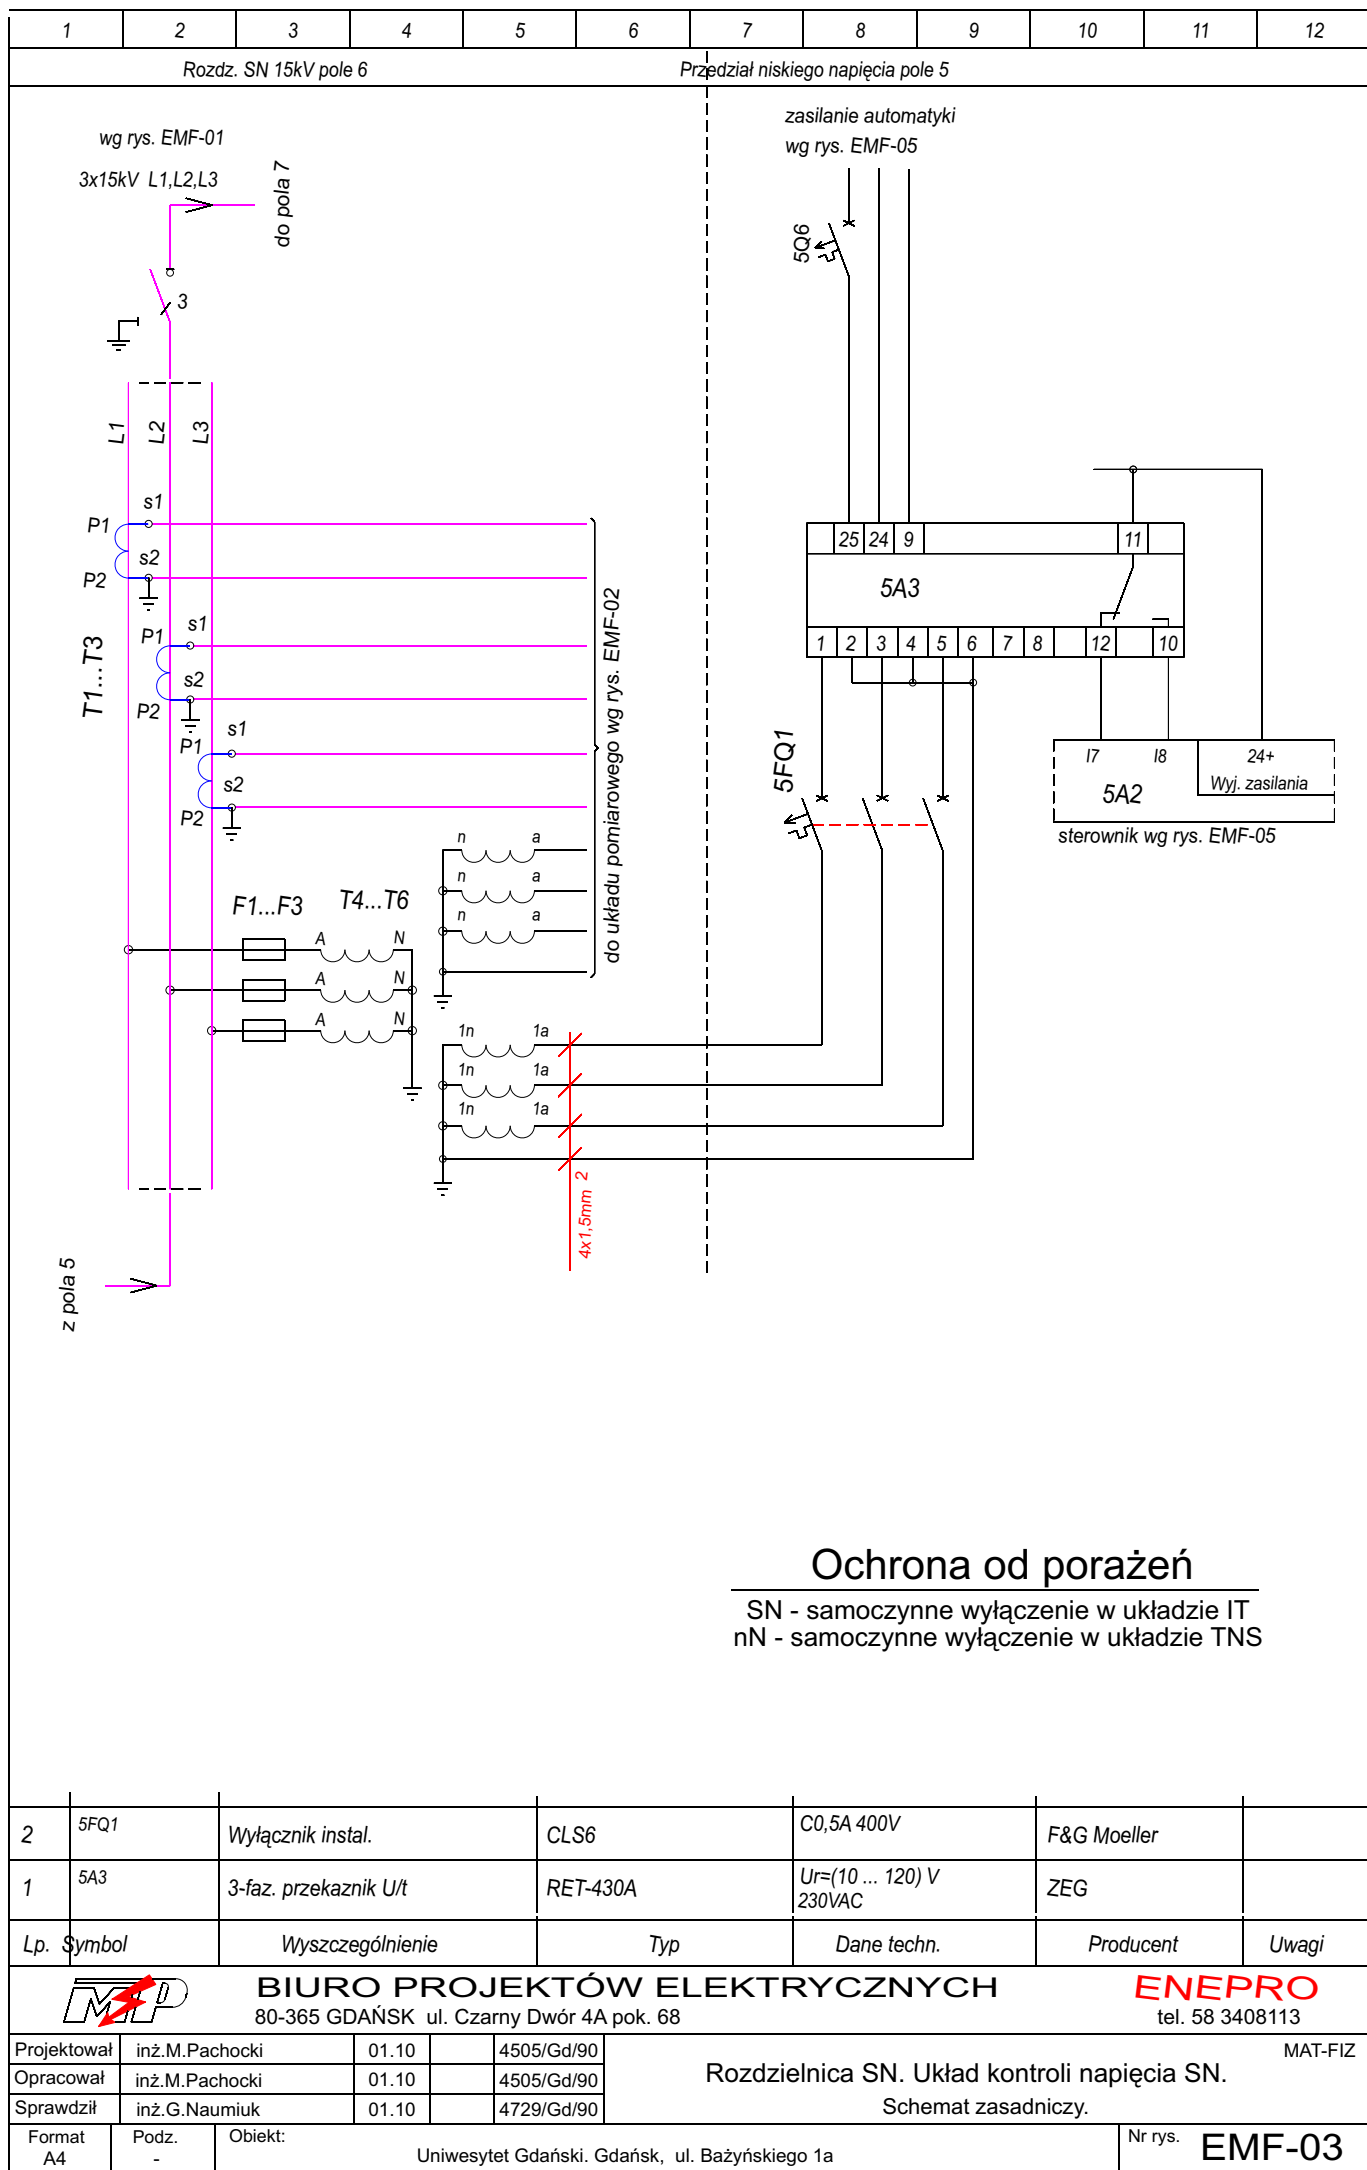 1 2 3 4 5 6 7 8 9 10 11 12
Rozdz. SN 15kV pole 6
Przedział niskiego napięcia pole 5
zasilanie automatyki
wg rys. EMF-05
wg rys. EMF-01
3x15kV L1,L2,L3
do pola 7
5Q6
3
L1
L2
L3
s1
P1
s2
P2
s1
P1
s2
P2
s1
P1
s2
P2
T1...T3
do układu pomiarowego wg rys. EMF-02
25 24 9 11
5A3
1 2 3 4 5 6 7 8 12 10
5FQ1
I7 I8 24+
5A2
Wyj. zasilania
sterownik wg rys. EMF-05
n a
n a
n a
F1...F3
T4...T6
A N
A N
A N
1n 1a
1n 1a
1n 1a
4x1,5mm 2
z pola 5
Ochrona od porażeń
SN - samoczynne wyłączenie w układzie IT
nN - samoczynne wyłączenie w układzie TNS
2 5FQ1 Wyłącznik instal. CLS6 C0,5A 400V F&G Moeller
1 5A3 3-faz. przekaznik U/t RET-430A Ur=(10 ... 120) V ZEG
230VAC
Lp. Symbol Wyszczególnienie Typ Dane techn. Producent Uwagi
MP
BIURO PROJEKTÓW ELEKTRYCZNYCH
ENEPRO
80-365 GDAŃSK ul. Czarny Dwór 4A pok. 68
tel. 58 3408113
Projektował inż.M.Pachocki 01.10 4505/Gd/90
Opracował inż.M.Pachocki 01.10 4505/Gd/90
Sprawdził inż.G.Naumiuk 01.10 4729/Gd/90
MAT-FIZ
Rozdzielnica SN. Układ kontroli napięcia SN.
Schemat zasadniczy.
Format
A4
Podz.
-
Obiekt:
Uniwesytet Gdański. Gdańsk, ul. Bażyńskiego 1a
Nr rys.
EMF-03